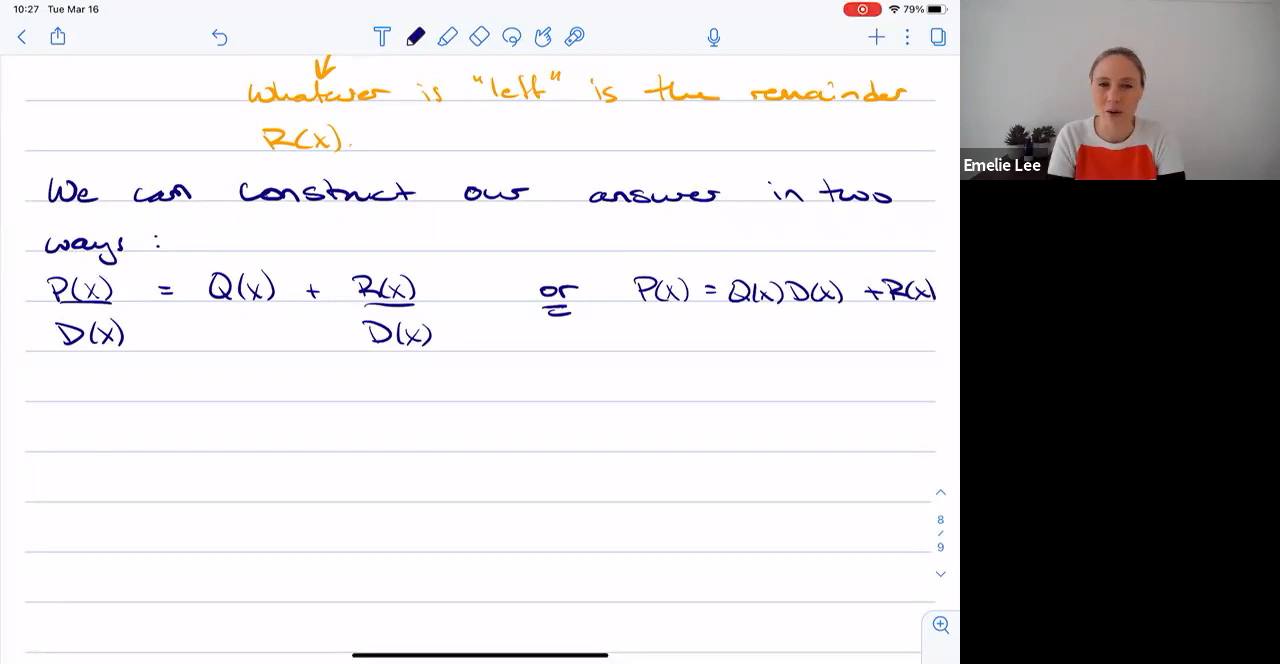 10:27 Tue Mar 16
79%
T
Whatever is "left" is the remainder
R(x).
Emelie Lee
We can construct our answer in two
ways :
P(x) = Q(x) + R(x) or P(x) = Q(x)D(x) + R(x)
D(x) D(x)
8
/
9